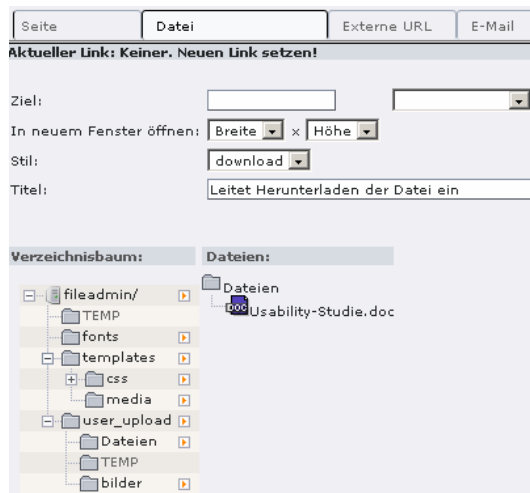 Seite Datei Externe URL E-Mail
Aktueller Link: Keiner. Neuen Link setzen!
Ziel:
In neuem Fenster öffnen: Breite x Höhe
Stil: download
Titel: Leitet Herunterladen der Datei ein
Verzeichnisbaum: Dateien:
fileadmin/
TEMP
fonts
templates
css
media
user_upload
Dateien
TEMP
bilder
Dateien
DOC Usability-Studie.doc